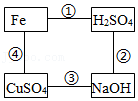 Fe ① H2SO4
④ ②
CuSO4 ③ NaOH